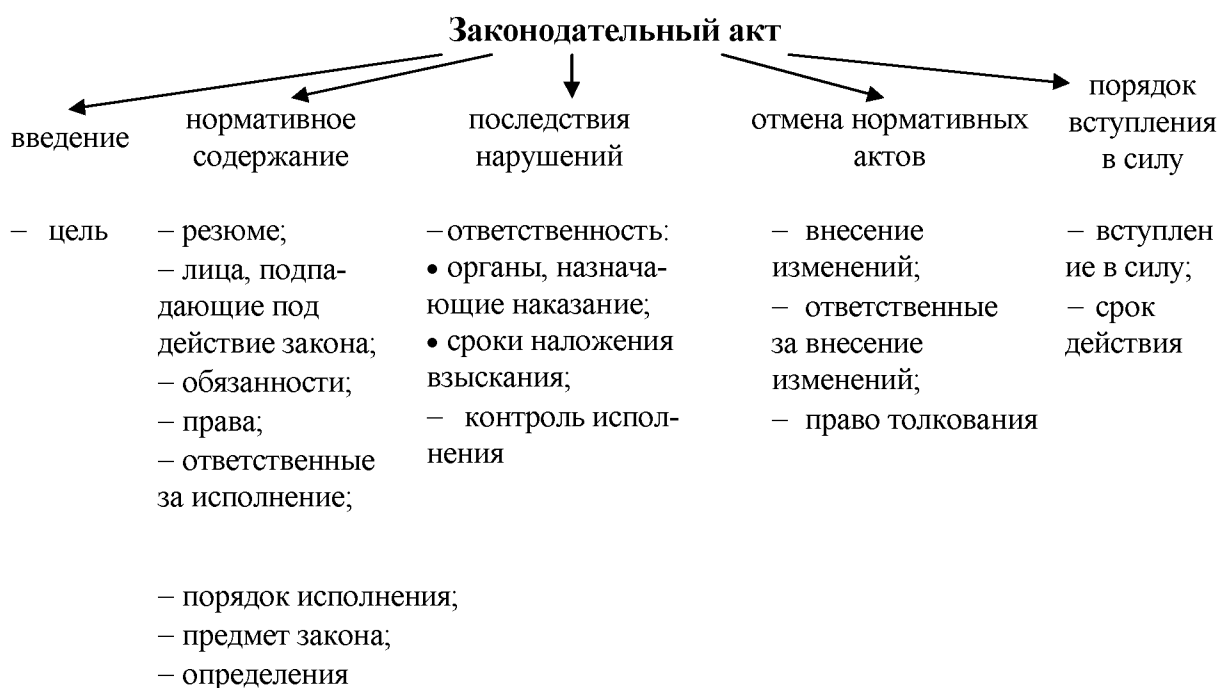 Законодательный акт
введение
нормативное
содержание
последствия
нарушений
отмена нормативных
актов
порядок
вступления
в силу
– цель
– резюме;
– лица, подпа-
дающие под
действие закона;
– обязанности;
– права;
– ответственные
за исполнение;
– порядок исполнения;
– предмет закона;
– определения
– ответственность:
• органы, назнача-
ющие наказание;
• сроки наложения
взыскания;
– контроль испол-
нения
– внесение
изменений;
– ответственные
за внесение
изменений;
– право толкования
– вступлен
ие в силу;
– срок
действия